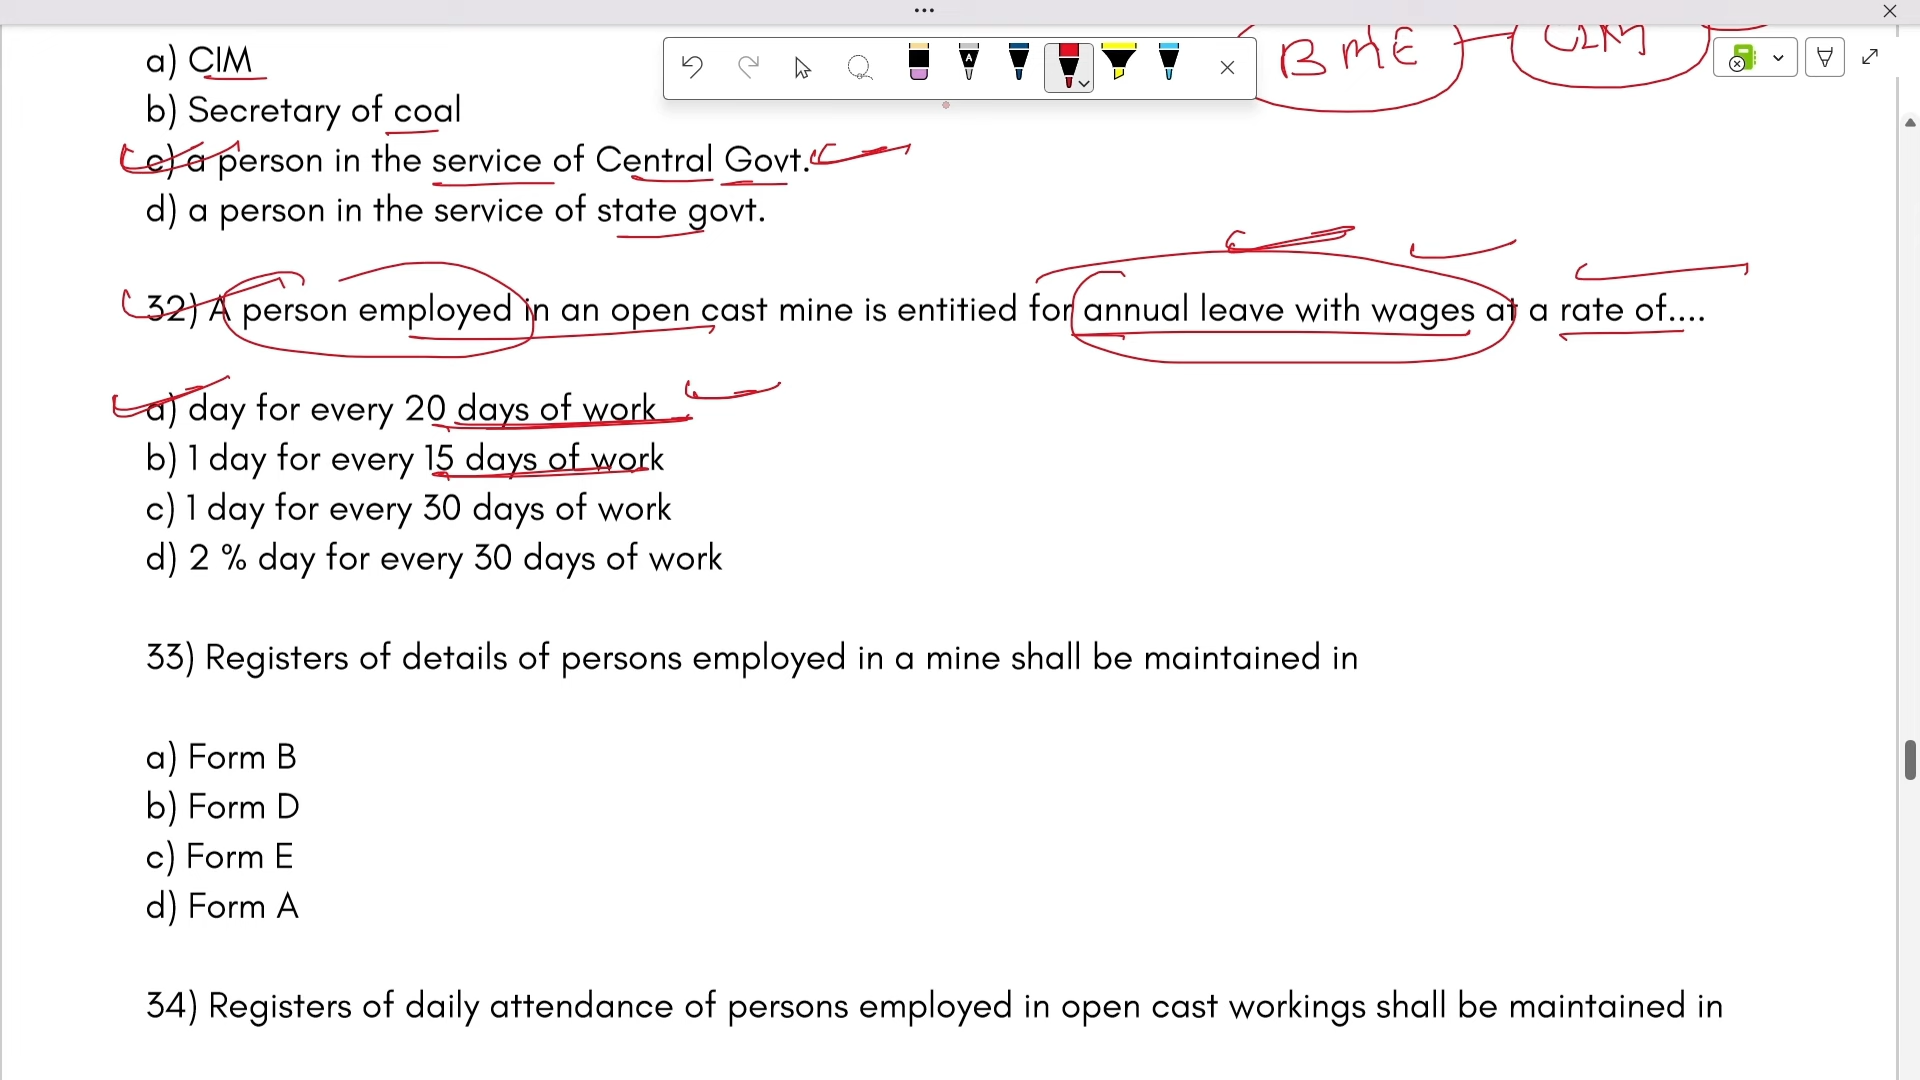 BME CIM
a) CIM
b) Secretary of coal
c) a person in the service of Central Govt.
d) a person in the service of state govt.
32) A person employed in an open cast mine is entitied for annual leave with wages at a rate of....
a) day for every 20 days of work
b) 1 day for every 15 days of work
c) 1 day for every 30 days of work
d) 2 % day for every 30 days of work
33) Registers of details of persons employed in a mine shall be maintained in
a) Form B
b) Form D
c) Form E
d) Form A
34) Registers of daily attendance of persons employed in open cast workings shall be maintained in